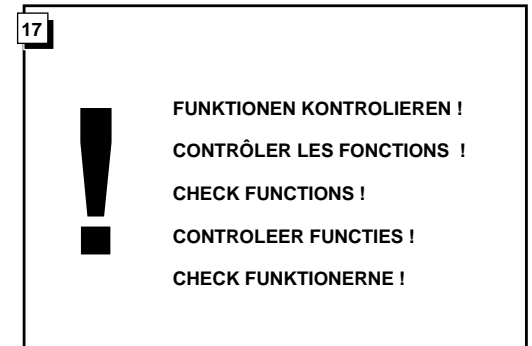 17
FUNKTIONEN KONTROLIEREN !
CONTRÔLER LES FONCTIONS !
CHECK FUNCTIONS !
CONTROLEER FUNCTIES !
CHECK FUNKTIONERNE !